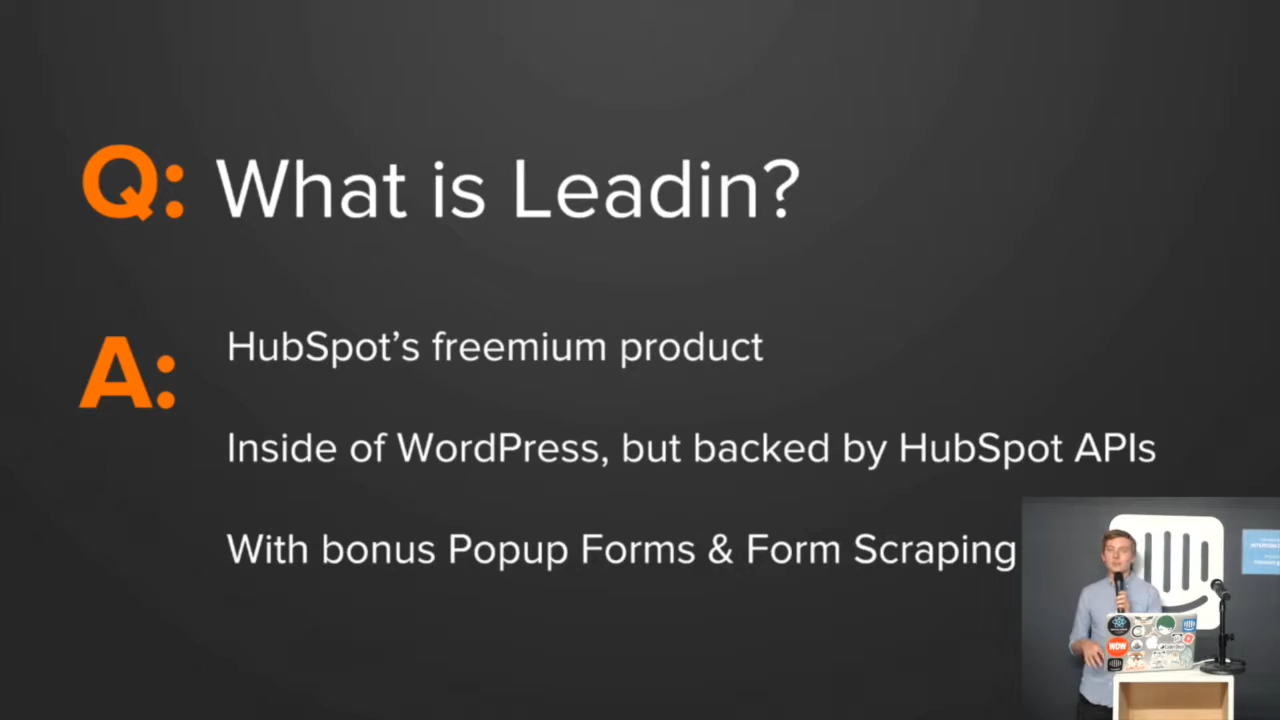 Q: What is Leadin?
A: HubSpot's freemium product
Inside of WordPress, but backed by HubSpot APIs
With bonus Popup Forms & Form Scraping
WOW